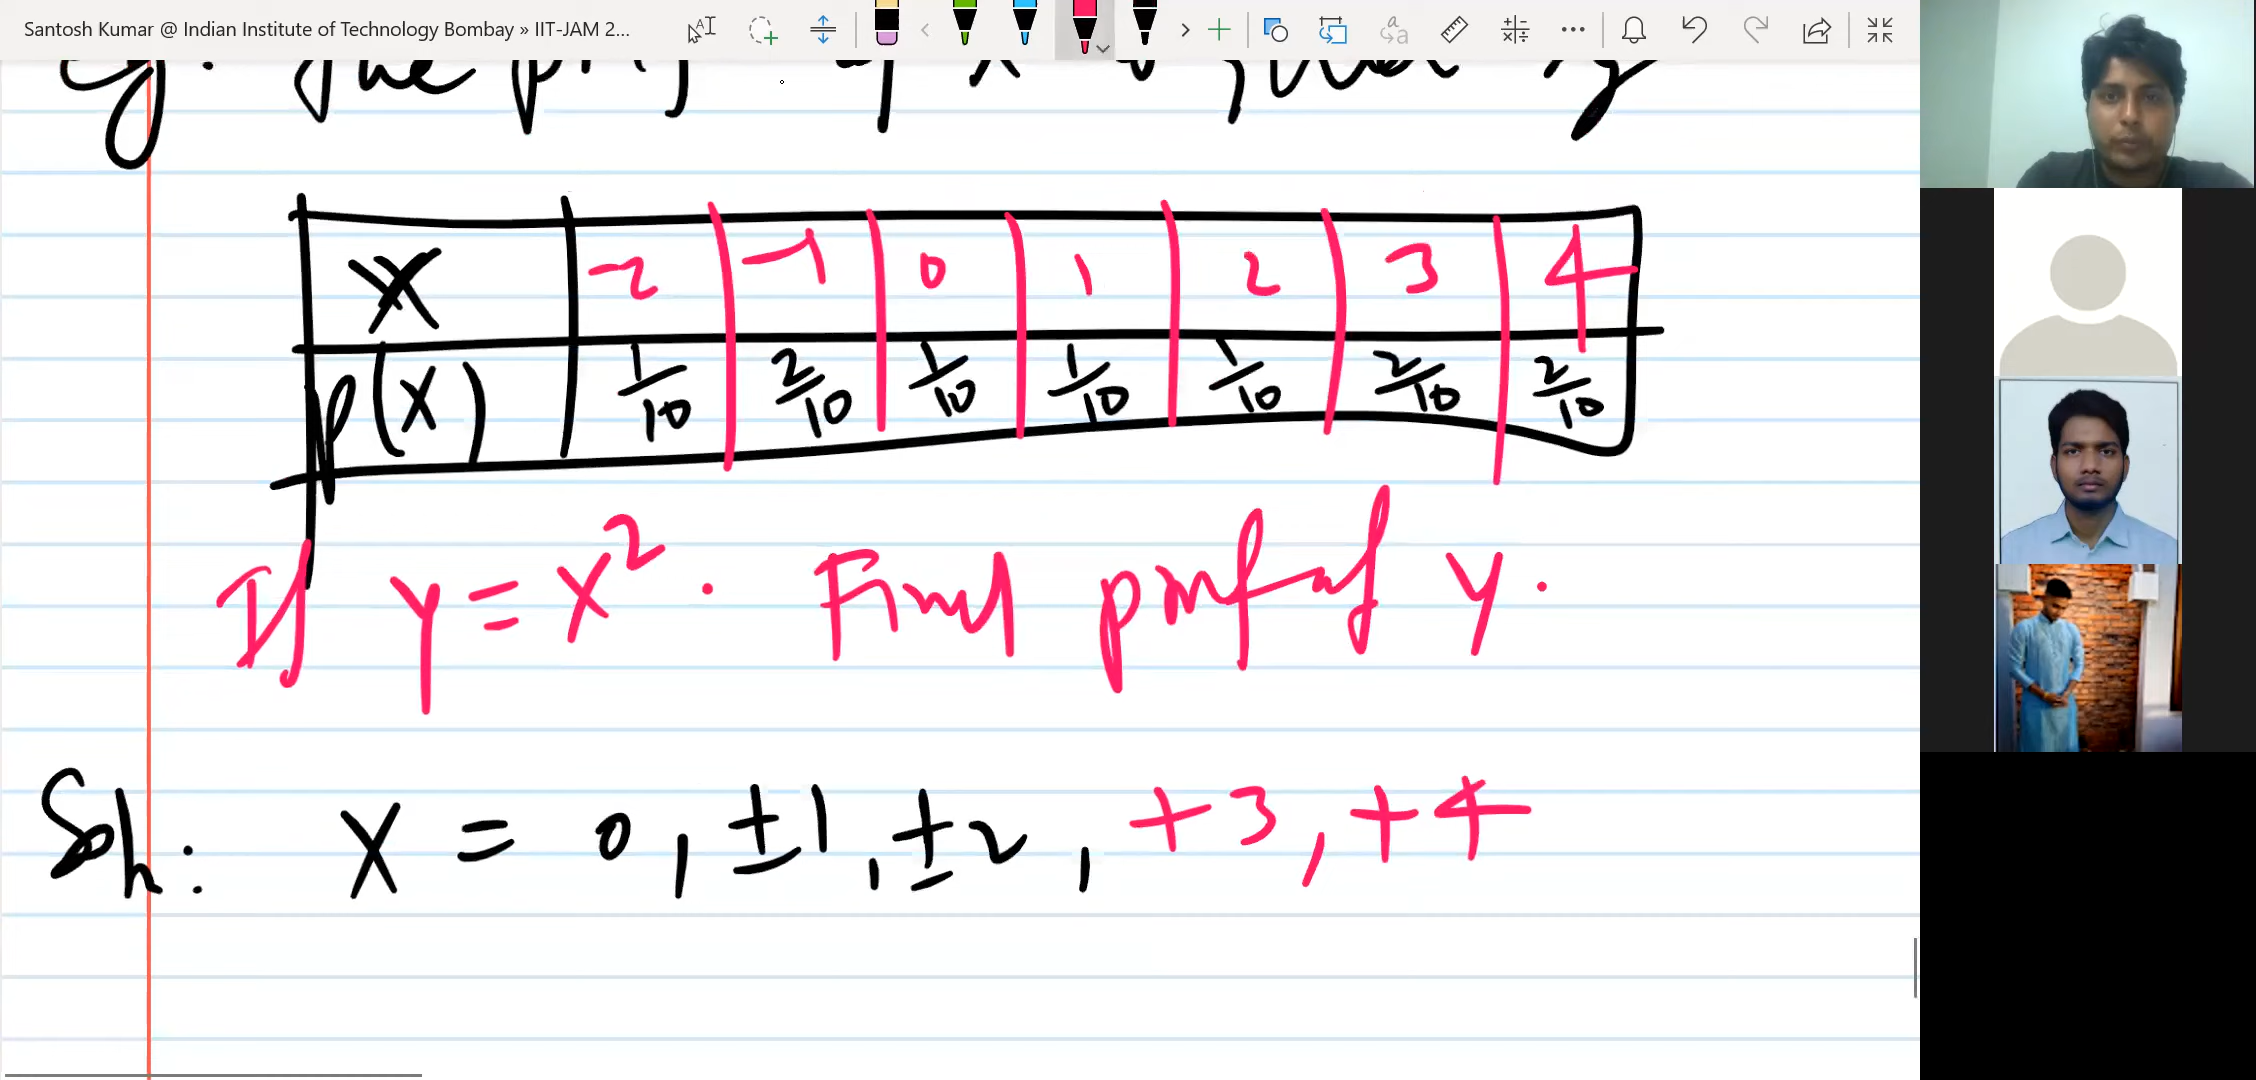 Santosh Kumar @ Indian Institute of Technology Bombay » IIT-JAM 2...
X -2 -1 0 1 2 3 4
p(X) 1/10 2/10 1/10 1/10 1/10 2/10 2/10
If y = x². Find pmf of y.
Soln: X = 0, ±1, ±2, +3, +4